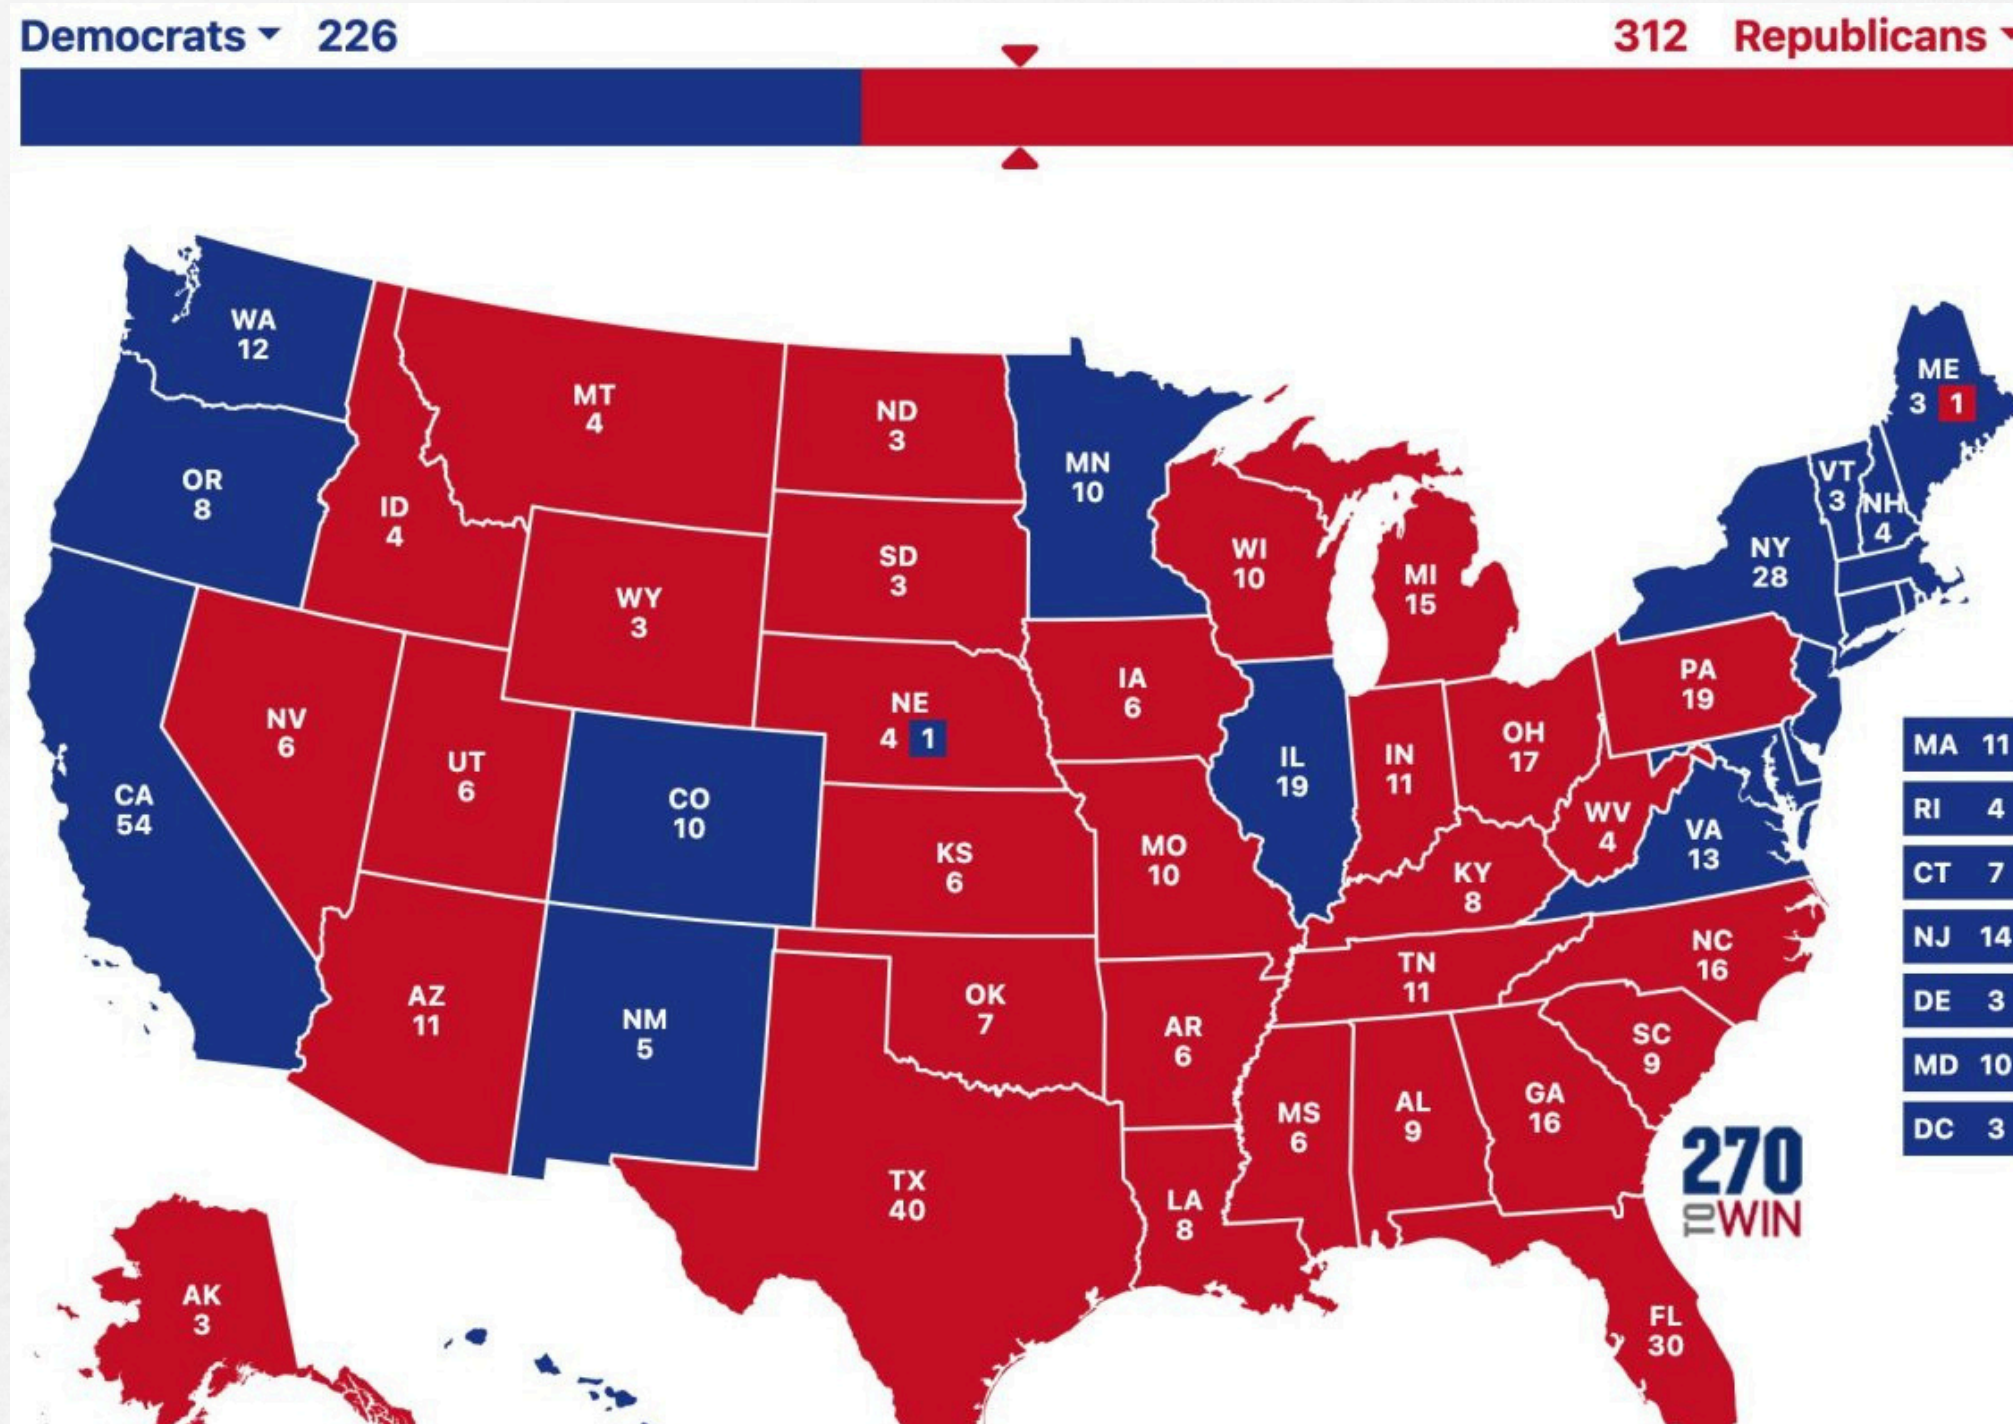 Democrats 226
312 Republicans
WA
12
OR
8
CA
54
NV
6
ID
4
MT
4
WY
3
UT
6
AZ
11
CO
10
NM
5
ND
3
SD
3
NE
4 1
KS
6
OK
7
TX
40
MN
10
IA
6
MO
10
AR
6
LA
8
WI
10
IL
19
MI
15
IN
11
OH
17
KY
8
TN
11
MS
6
AL
9
GA
16
FL
30
SC
9
NC
16
VA
13
WV
4
PA
19
NY
28
VT
3
NH
4
ME
3 1
MA 11
RI 4
CT 7
NJ 14
DE 3
MD 10
DC 3
AK
3
270
TO WIN